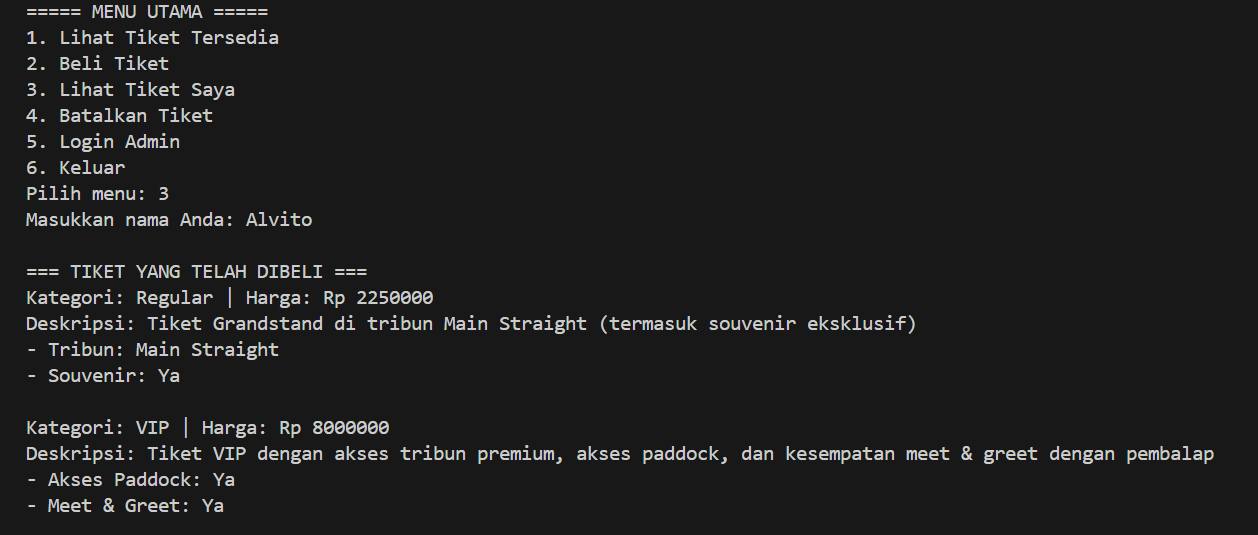 ===== MENU UTAMA =====
1. Lihat Tiket Tersedia
2. Beli Tiket
3. Lihat Tiket Saya
4. Batalkan Tiket
5. Login Admin
6. Keluar
Pilih menu: 3
Masukkan nama Anda: Alvito

=== TIKET YANG TELAH DIBELI ===
Kategori: Regular | Harga: Rp 2250000
Deskripsi: Tiket Grandstand di tribun Main Straight (termasuk souvenir eksklusif)
- Tribun: Main Straight
- Souvenir: Ya

Kategori: VIP | Harga: Rp 8000000
Deskripsi: Tiket VIP dengan akses tribun premium, akses paddock, dan kesempatan meet & greet dengan pembalap
- Akses Paddock: Ya
- Meet & Greet: Ya